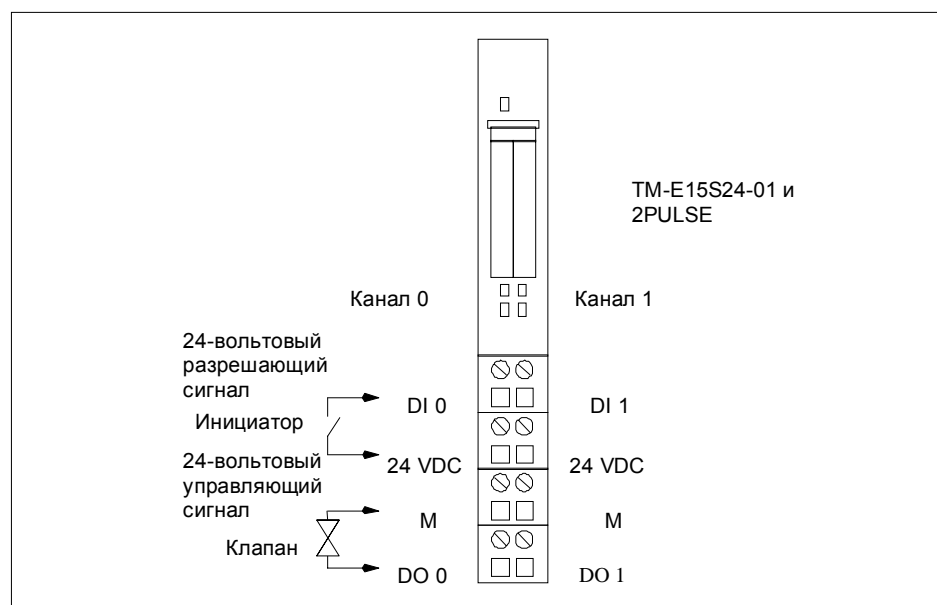 TM-E15S24-01 и
2PULSE
Канал 0
Канал 1
24-вольтовый
разрешающий
сигнал
DI 0
DI 1
Инициатор
24-вольтовый
управляющий
сигнал
24 VDC
24 VDC
M
M
Клапан
DO 0
DO 1